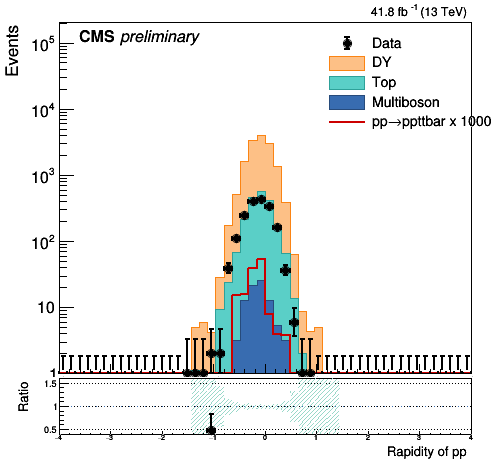 41.8 fb⁻¹ (13 TeV)
CMS preliminary
Events
Data
DY
Top
Multiboson
pp→ppttbar x 1000
10⁵
10⁴
10³
10²
10
1
Ratio
1.5
1
0.5
-4 -3 -2 -1 0 1 2 3 4
Rapidity of pp